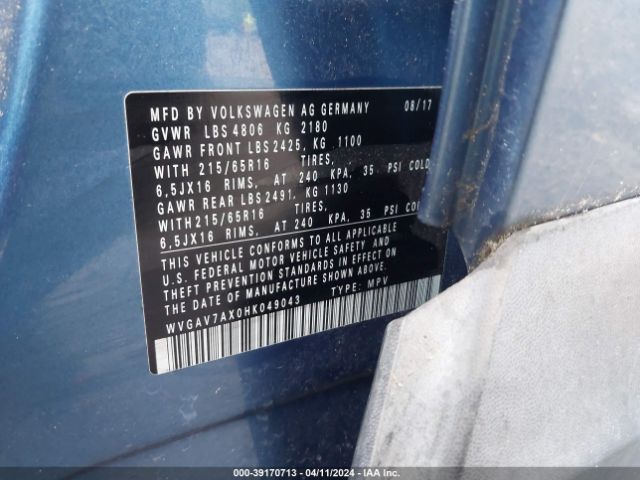 MFD BY VOLKSWAGEN AG GERMANY 08/17
GVWR LBS 4806 KG 2180
GAWR FRONT LBS 2425, KG 1100
WITH 215/65R16 TIRES,
6,5JX16 RIMS, AT 240 KPA, 35 PSI COLD
GAWR REAR LBS 2491, KG 1130
WITH 215/65R16 TIRES,
6,5JX16 RIMS, AT 240 KPA, 35 PSI COL
THIS VEHICLE CONFORMS TO ALL APPLICABLE
U.S. FEDERAL MOTOR VEHICLE SAFETY AND
THEFT PREVENTION STANDARDS IN EFFECT ON
THE DATE OF MANUFACTURE SHOWN ABOVE.
WVGAV7AX0HK049043 TYPE: MPV
000-39170713 - 04/11/2024 - IAA Inc.